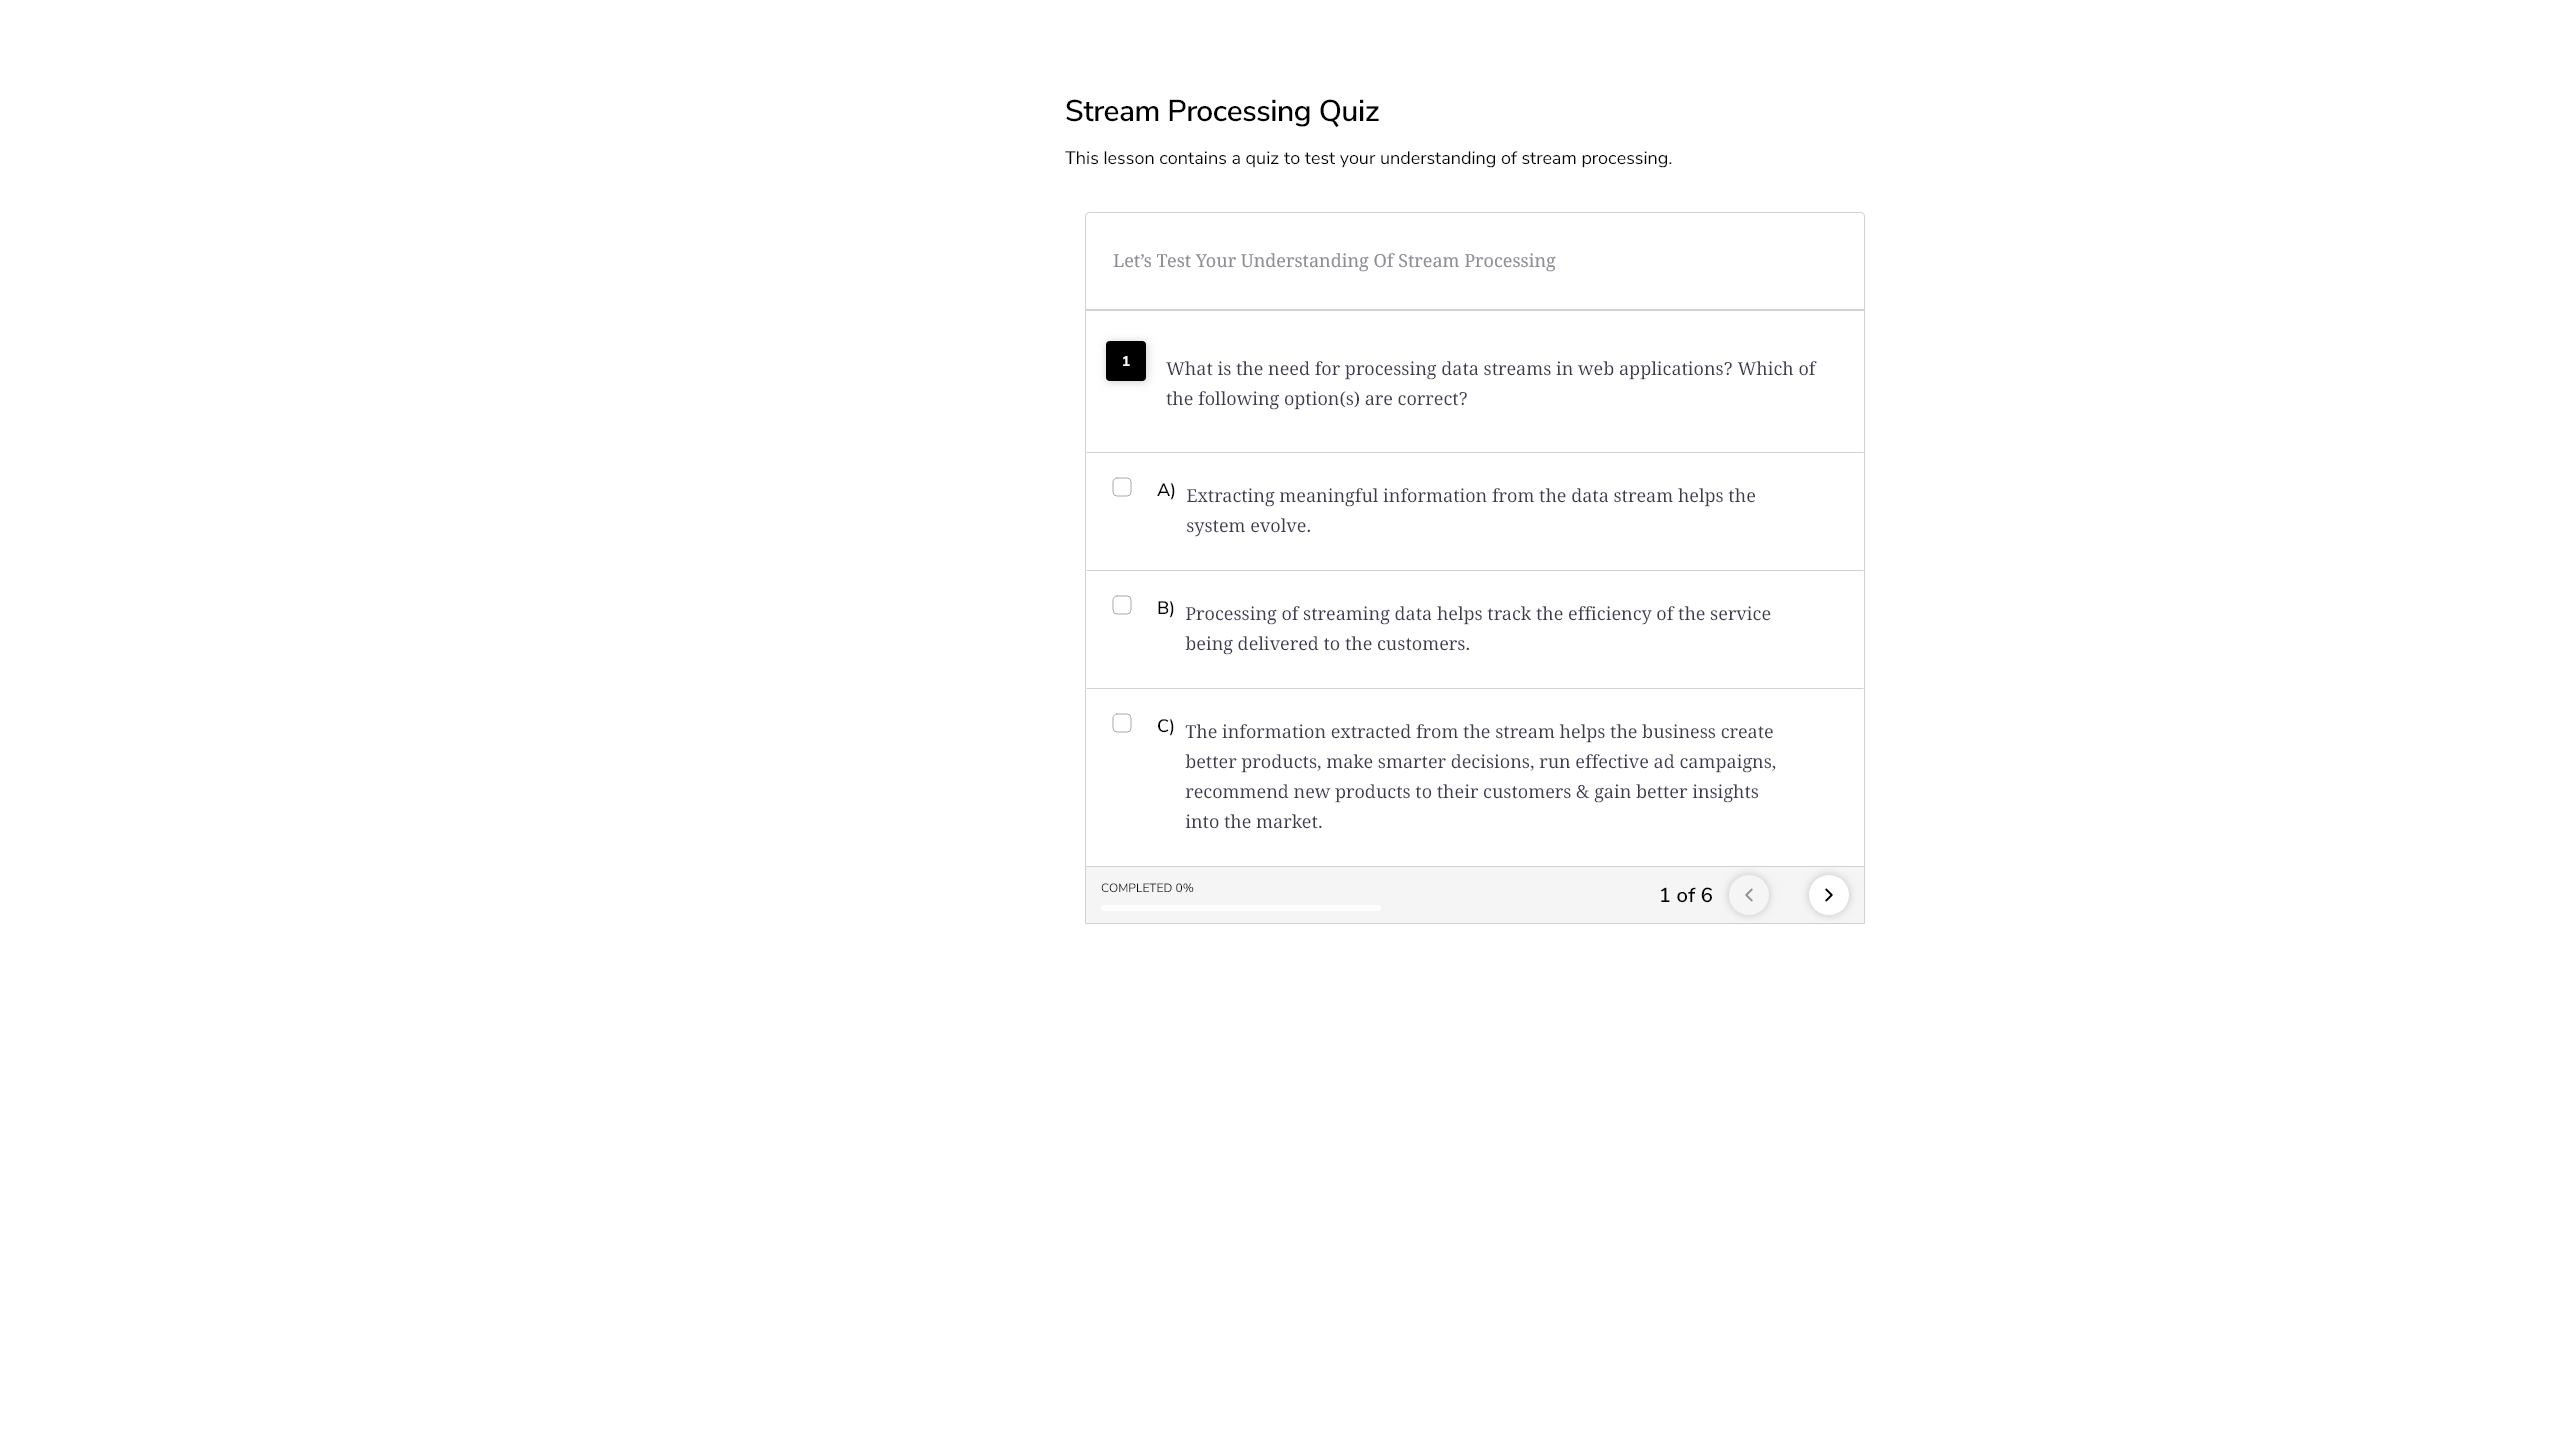 Stream Processing Quiz
This lesson contains a quiz to test your understanding of stream processing.
Let’s Test Your Understanding Of Stream Processing
1
What is the need for processing data streams in web applications? Which of
the following option(s) are correct?
A) Extracting meaningful information from the data stream helps the
system evolve.
B) Processing of streaming data helps track the efficiency of the service
being delivered to the customers.
C) The information extracted from the stream helps the business create
better products, make smarter decisions, run effective ad campaigns,
recommend new products to their customers & gain better insights
into the market.
COMPLETED 0%
1 of 6